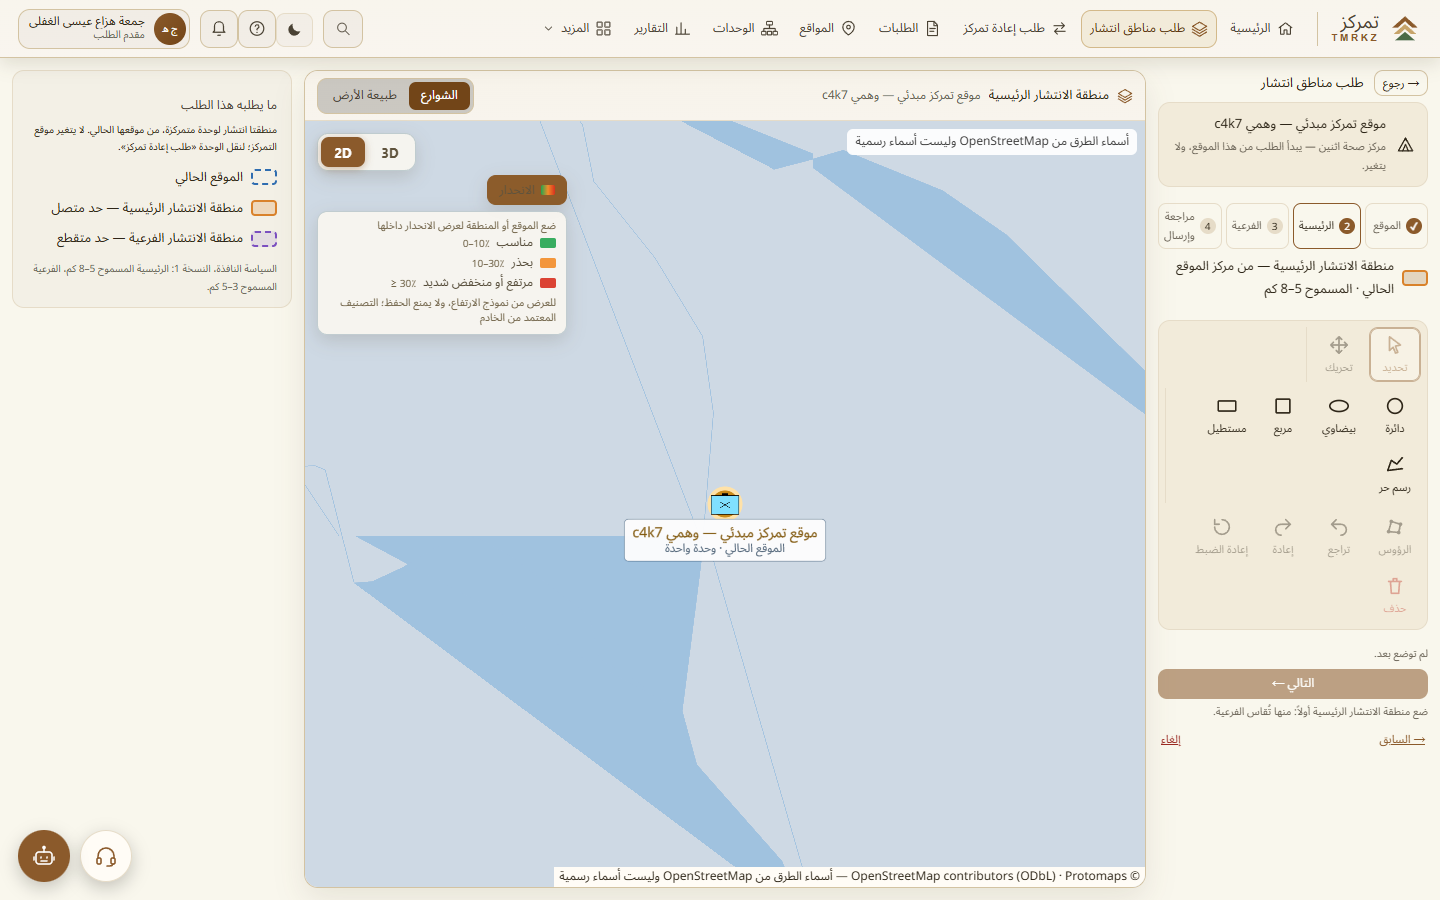 تمركز
TMRKZ
الرئيسية
طلب مناطق انتشار
طلب إعادة تمركز
الطلبات
المواقع
الوحدات
التقارير
المزيد
جمعة هزاع عيسى الغفلى
مقدم الطلب
ج ه
→ رجوع
طلب مناطق انتشار
موقع تمركز مبدئي — وهمي c4k7
مركز صحة اثنين — يبدأ الطلب من هذا الموقع، ولا
يتغير.
الموقع
2 الرئيسية
3 الفرعية
4 مراجعة
وإرسال
منطقة الانتشار الرئيسية — من مركز الموقع
الحالي · المسموح 5–8 كم
تحديد
تحريك
دائرة
بيضاوي
مربع
مستطيل
رسم حر
الرؤوس
تراجع
إعادة
إعادة الضبط
حذف
لم توضع بعد.
التالي ←
ضع منطقة الانتشار الرئيسية أولاً: منها تُقاس الفرعية.
→ السابق
إلغاء
منطقة الانتشار الرئيسية موقع تمركز مبدئي — وهمي c4k7
الشوارع
طبيعة الأرض
أسماء الطرق من OpenStreetMap وليست أسماء رسمية
2D
3D
الانحدار
ضع الموقع أو المنطقة لعرض الانحدار داخلها
مناسب 0–10٪
بحذر 10–30٪
مرتفع أو منخفض شديد ≥ 30٪
للعرض من نموذج الارتفاع، ولا يمنع الحفظ؛ التصنيف
المعتمد من الخادم
موقع تمركز مبدئي — وهمي c4k7
الموقع الحالي · وحدة واحدة
© OpenStreetMap contributors (ODbL) · Protomaps — أسماء الطرق من OpenStreetMap وليست أسماء رسمية
ما يطلبه هذا الطلب
منطقتا انتشار لوحدة متمركزة، من موقعها الحالي. لا يتغير موقع
التمركز؛ لنقل الوحدة «طلب إعادة تمركز».
الموقع الحالي
منطقة الانتشار الرئيسية — حد متصل
منطقة الانتشار الفرعية — حد متقطع
السياسة النافذة، النسخة 1: الرئيسية المسموح 5–8 كم، الفرعية
المسموح 3–5 كم.